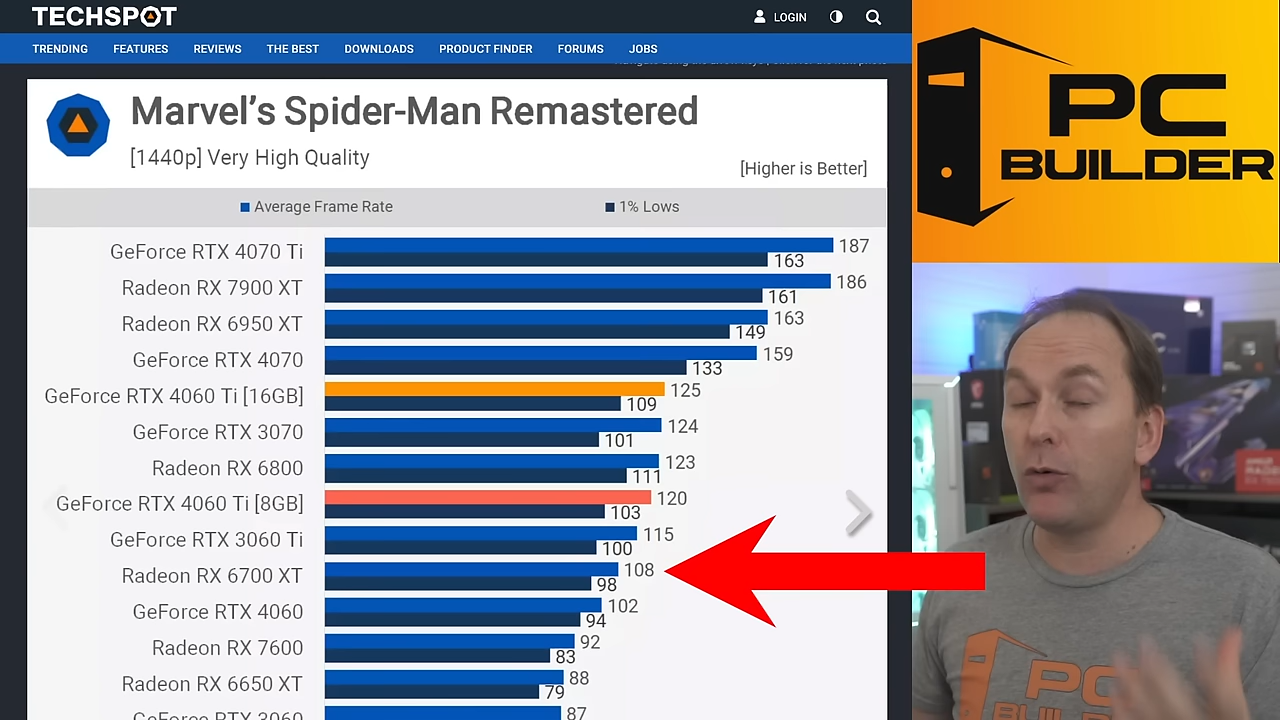 TECHSPOT
LOGIN
TRENDING FEATURES REVIEWS THE BEST DOWNLOADS PRODUCT FINDER FORUMS JOBS
Marvel's Spider-Man Remastered
[1440p] Very High Quality
[Higher is Better]
Average Frame Rate 1% Lows
GeForce RTX 4070 Ti 187 163
Radeon RX 7900 XT 186 161
Radeon RX 6950 XT 163 149
GeForce RTX 4070 159 133
GeForce RTX 4060 Ti [16GB] 125 109
GeForce RTX 3070 124 101
Radeon RX 6800 123 111
GeForce RTX 4060 Ti [8GB] 120 103
GeForce RTX 3060 Ti 115 100
Radeon RX 6700 XT 108 98
GeForce RTX 4060 102 94
Radeon RX 7600 92 83
Radeon RX 6650 XT 88 79
GeForce RTX 3060 87
PC
BUILDER
PC
BUILDER